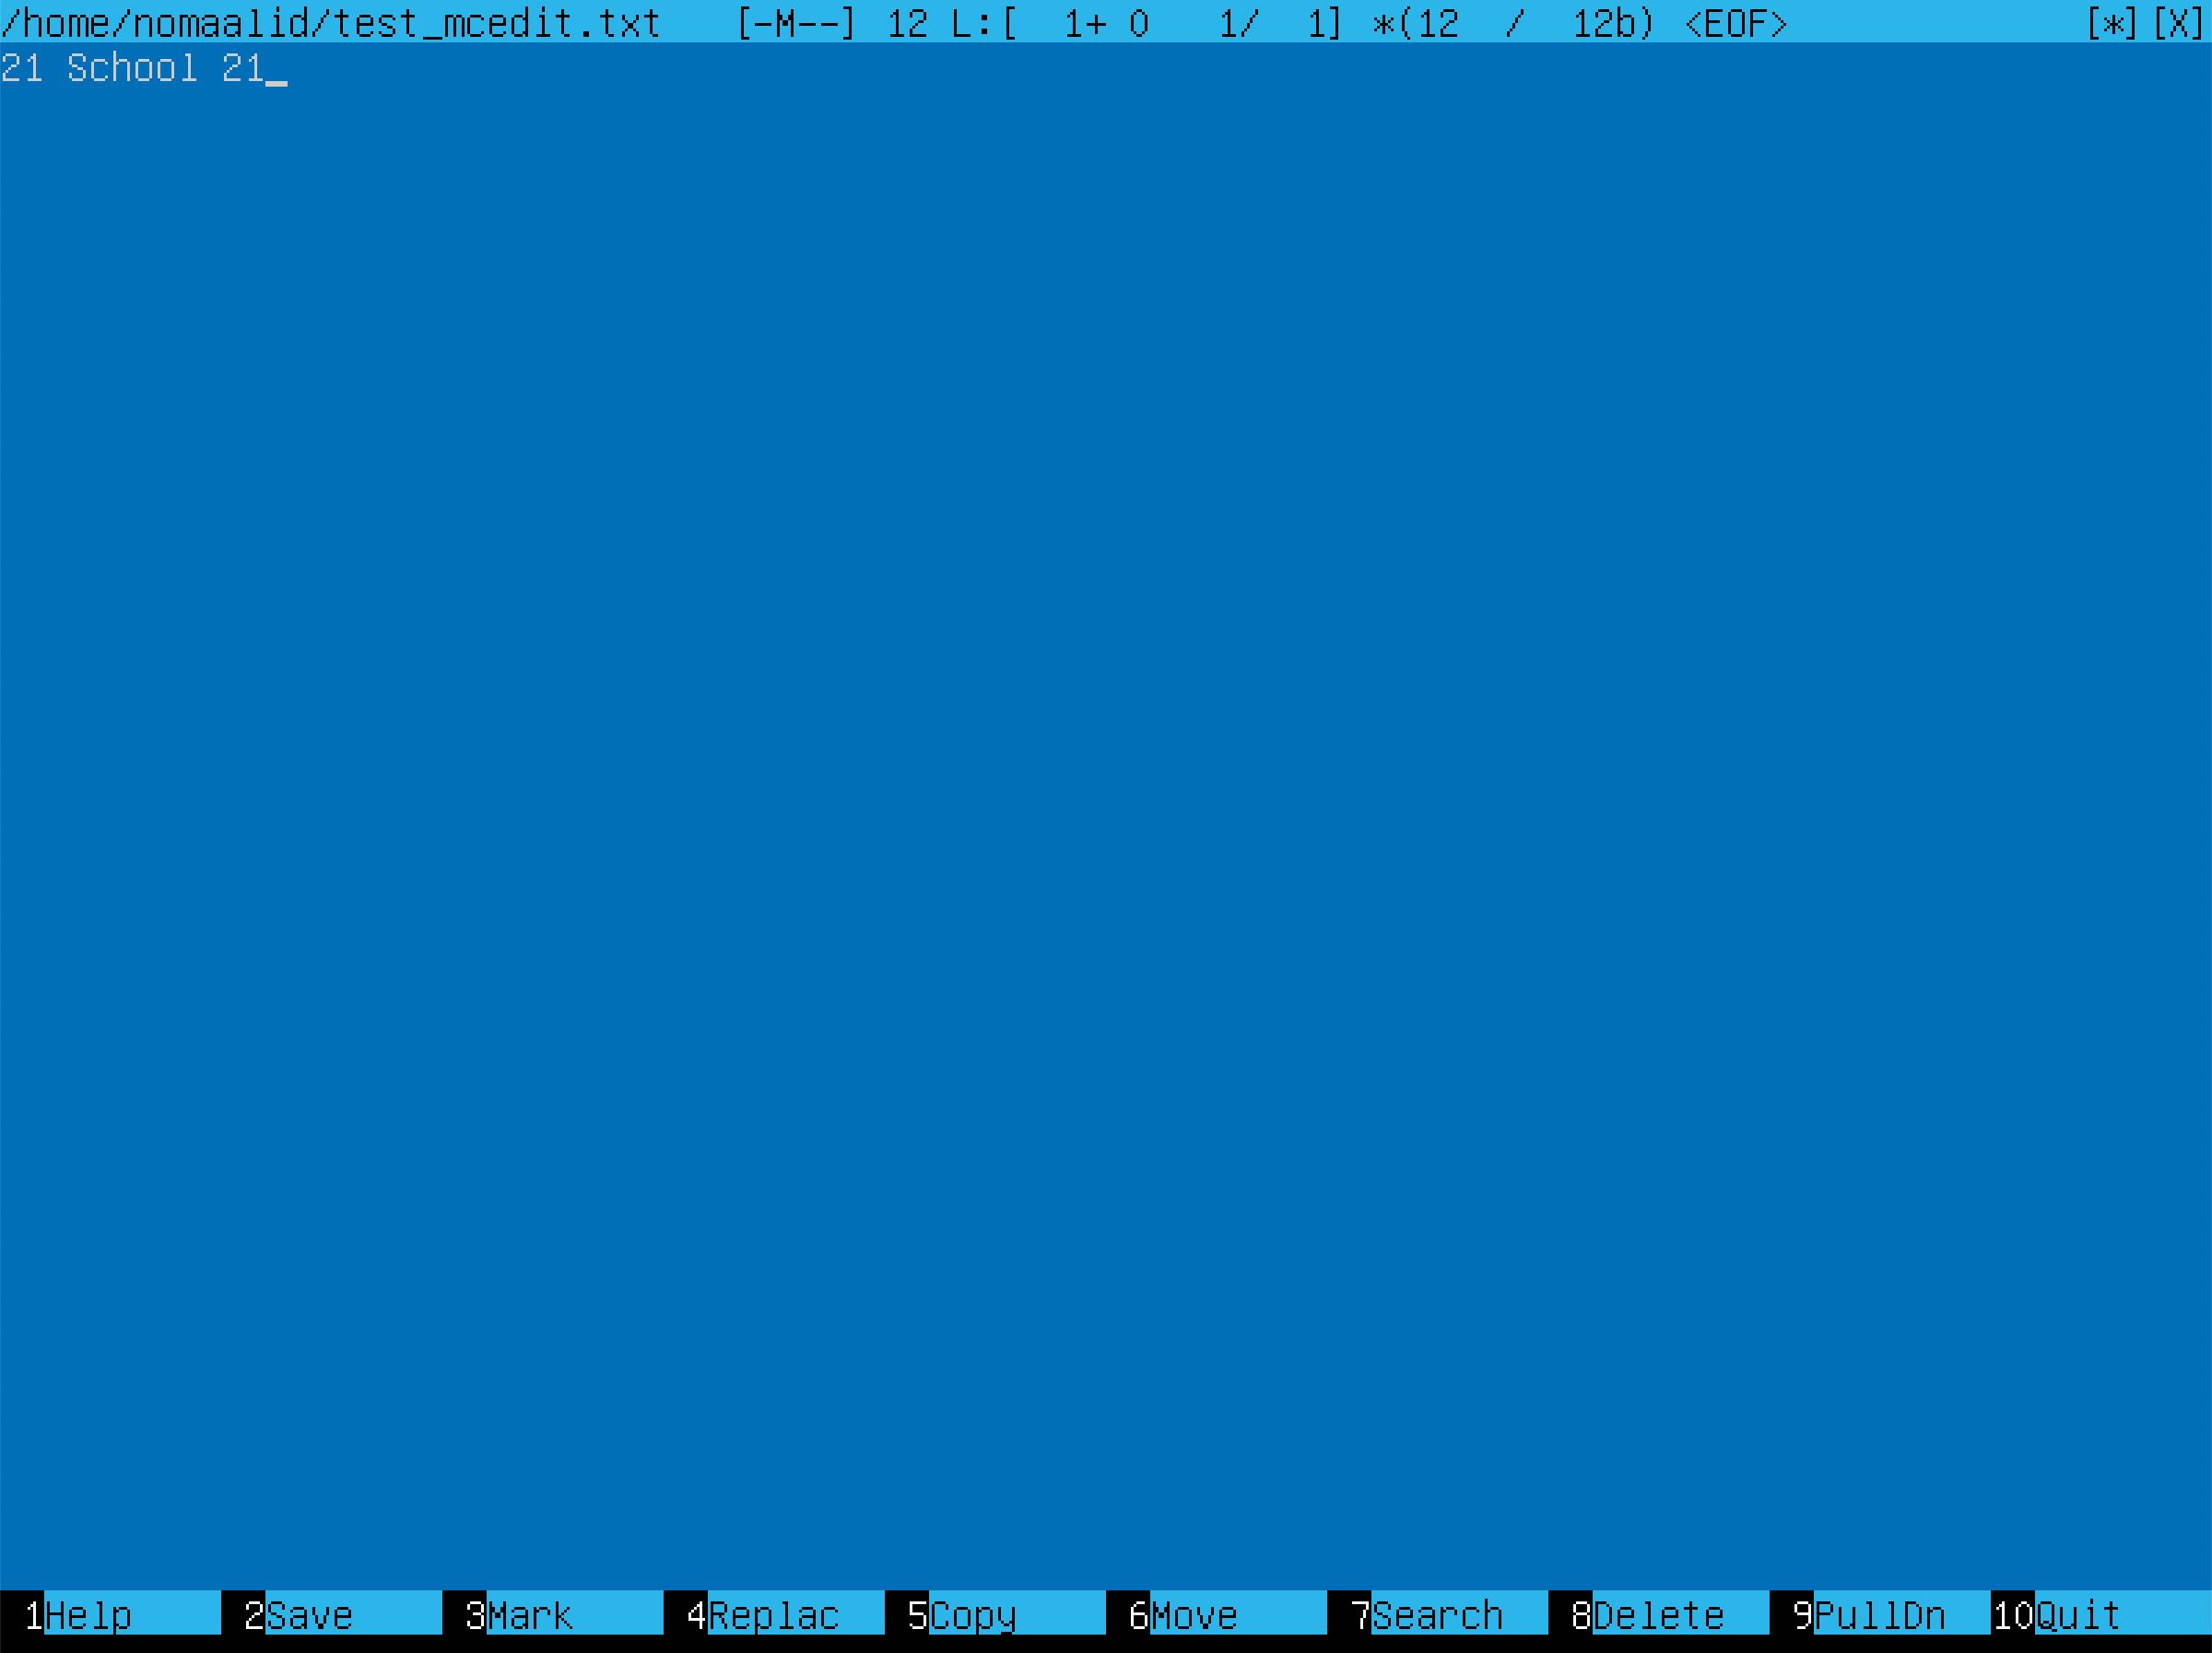 /home/nomaalid/test_mcedit.txt   [-M--] 12 L:[  1+ 0   1/  1] *(12  /  12b) <EOF>   [*][X]
21 School 21_
1Help 2Save 3Mark 4Replac 5Copy 6Move 7Search 8Delete 9PullDn 10Quit